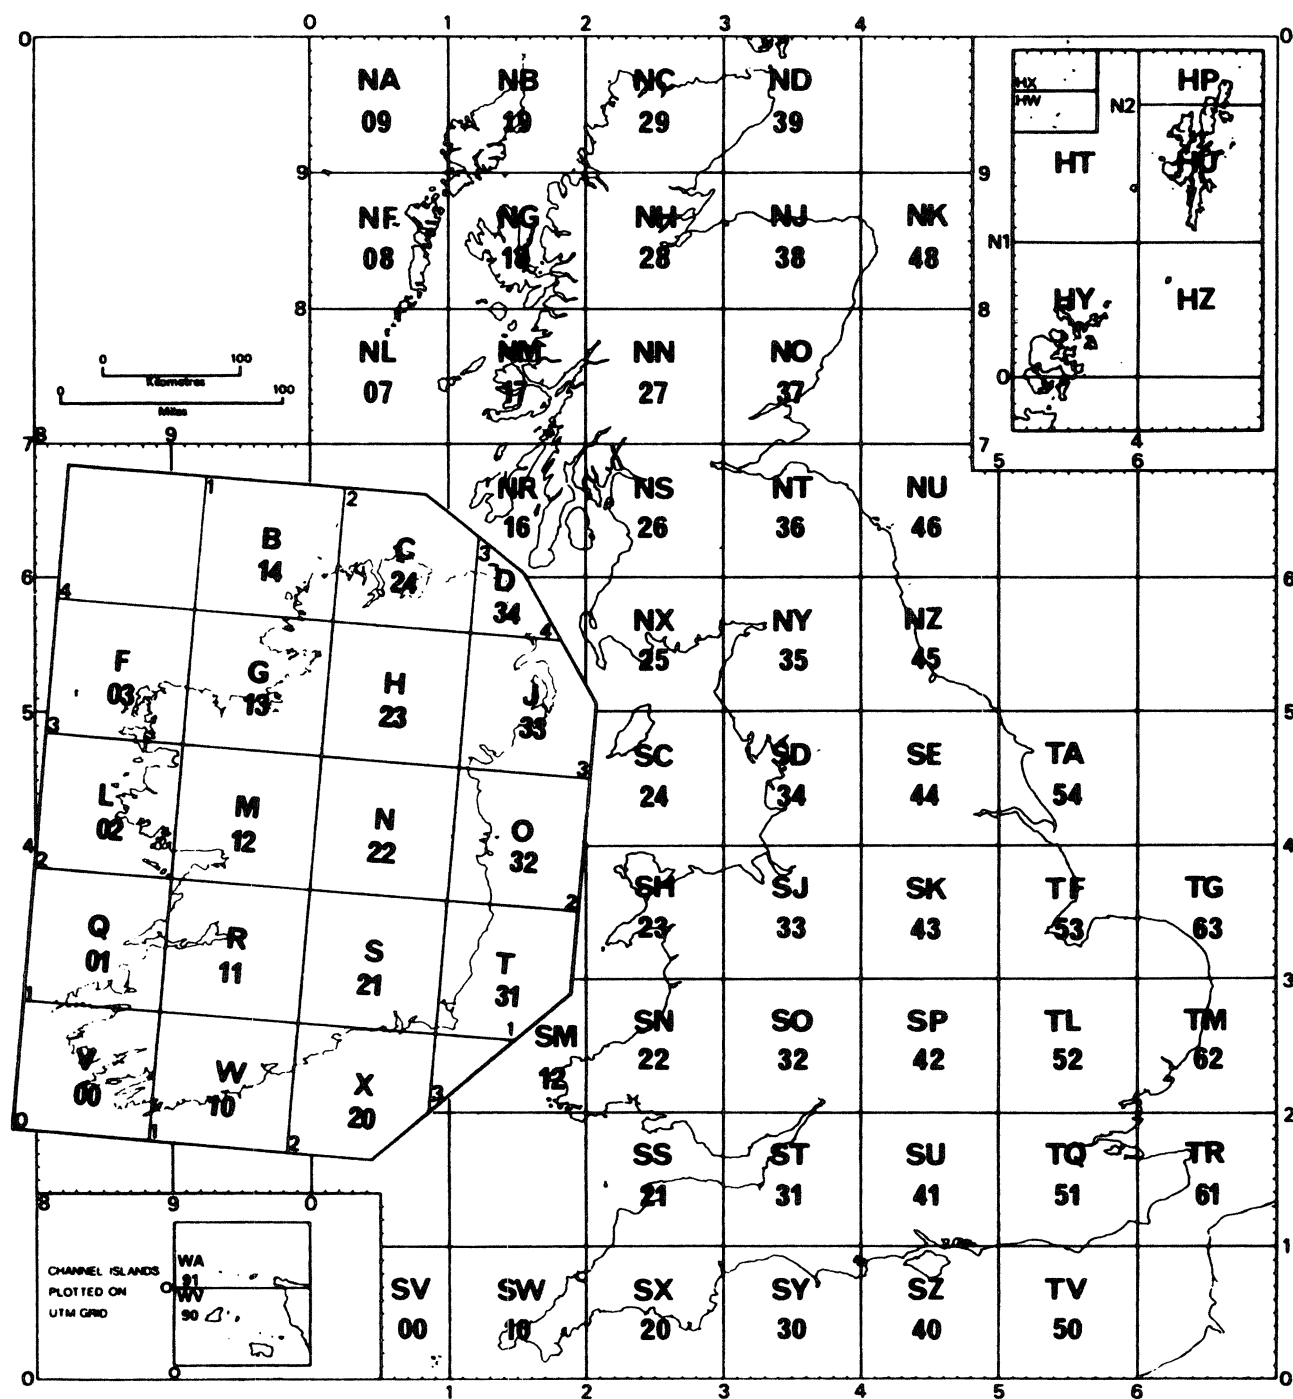 0 1 2 3 4
0 0
NA NB NC ND HX HP
09 19 29 39 HW N2
HT HU
9 9
NF NG NH NJ NK N1
08 18 28 38 48
HY HZ
8 8
NL NM NN NO 0
07 17 27 37
0 100
Kilometres
0 100
Miles
8 9 7 7 4
5 6
1 2 NR NS NT NU
16 26 36 46
B C 3
14 24 D
34
6 6
4 4
NX NY NZ
25 35 45
F G H J
03 13 23 33
5 5
3 3
SC SD SE TA
24 34 44 54
L M N O
02 12 22 32
4 4
2 2
SH SJ SK TF TG
23 33 43 53 63
Q R S T
01 11 21 31
3
1 1
SM SN SO SP TL TM
12 22 32 42 52 62
V W X
00 10 20 3
2
0 1 2
SS ST SU TQ TR
21 31 41 51 61
8 9 0
1
CHANNEL ISLANDS
PLOTTED ON
UTM GRID
WA
91
0
WV
90
0
SV SW SX SY SZ TV
00 10 20 30 40 50
0 0
1 2 3 4 5 6